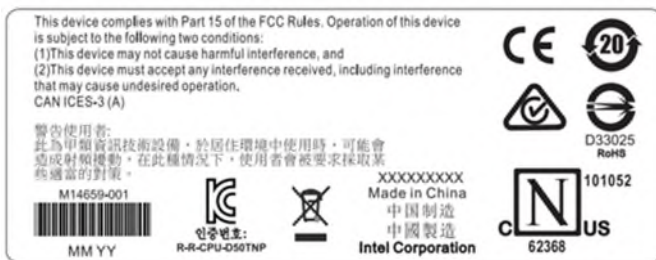 This device complies with Part 15 of the FCC Rules. Operation of this device
is subject to the following two conditions:
(1)This device may not cause harmful interference, and
(2)This device must accept any interference received, including interference
that may cause undesired operation.
CAN ICES-3 (A)
CE
20
D33025
RoHS
警告使用者:
此為甲類資訊技術設備，於居住環境中使用時，可能會
造成射頻擾動，在此種情況下，使用者會被要求採取某
些適當的對策。
M14659-001
MM YY
인증번호:
R-R-CPU-D50TNP
XXXXXXXXX
Made in China
中国制造
中國製造
Intel Corporation
101052
C N US
62368